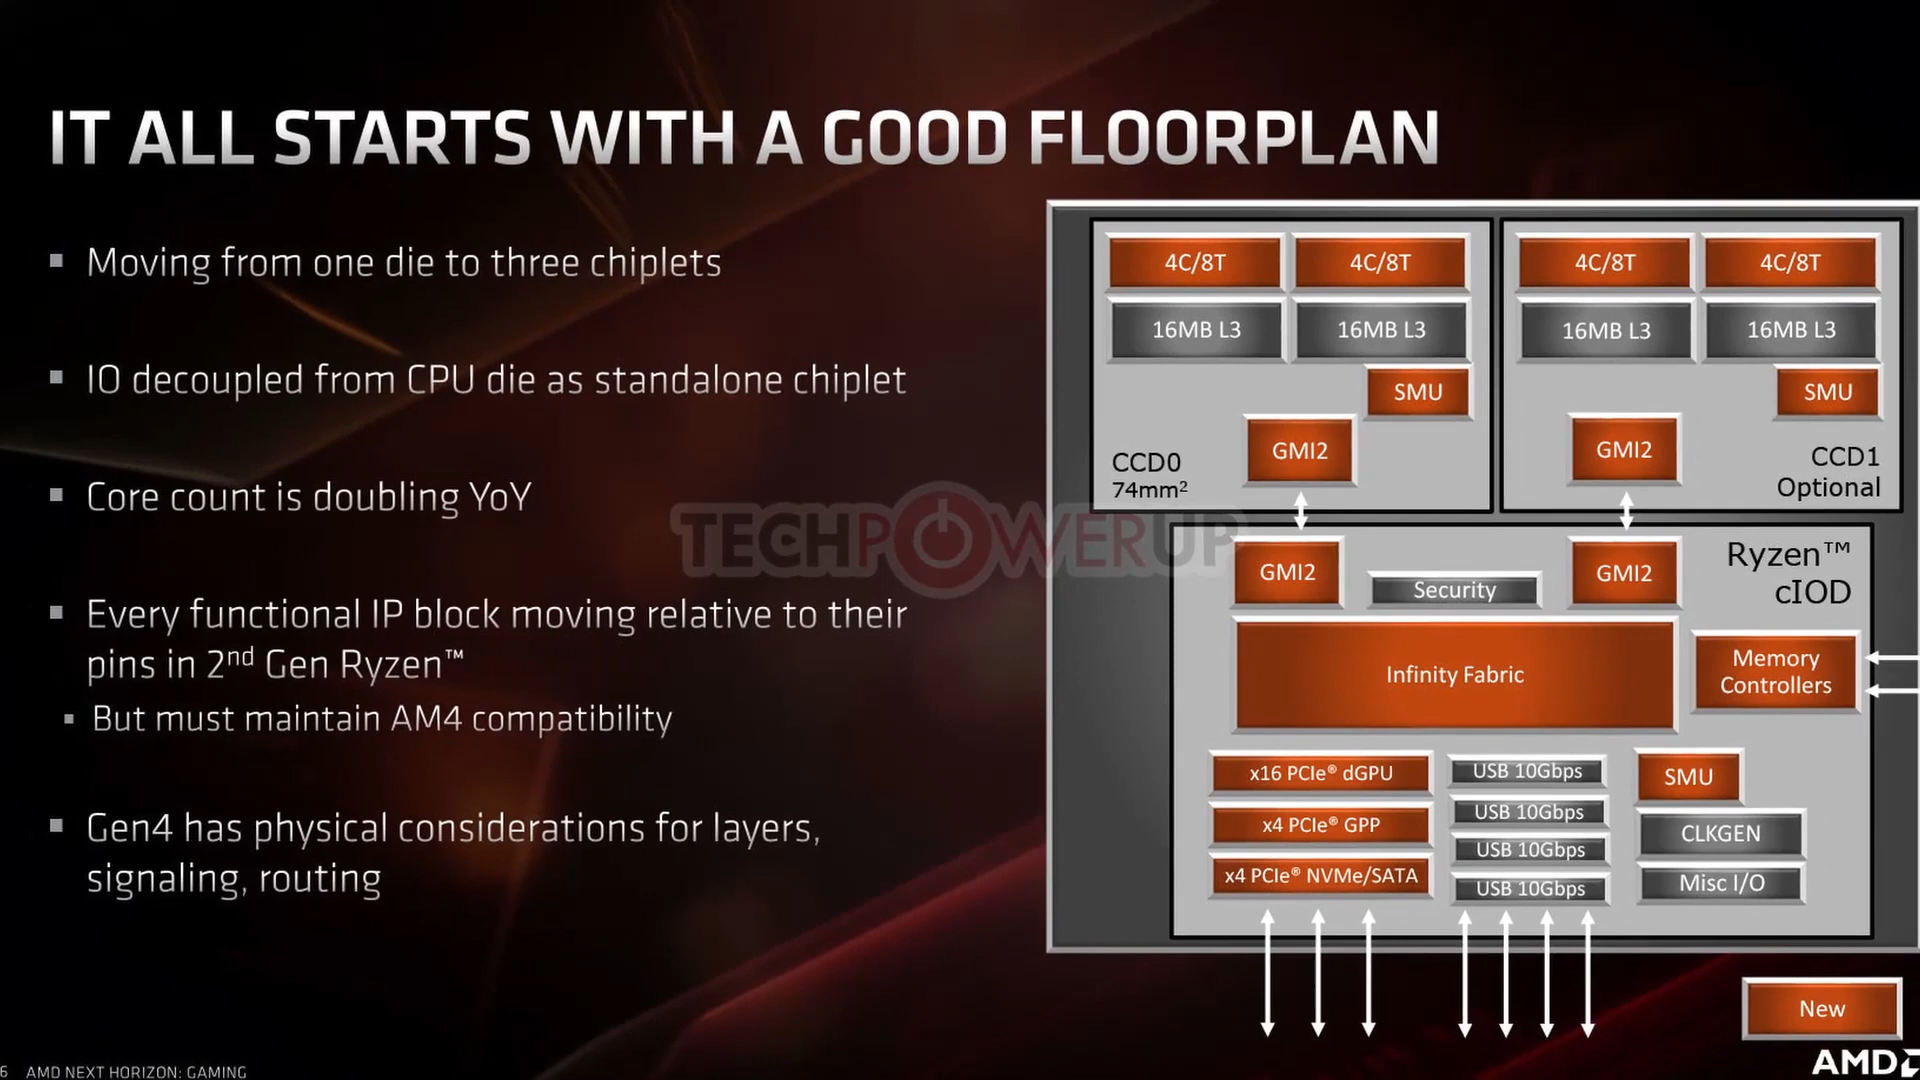 IT ALL STARTS WITH A GOOD FLOORPLAN
Moving from one die to three chiplets
IO decoupled from CPU die as standalone chiplet
Core count is doubling YoY
Every functional IP block moving relative to their
pins in 2nd Gen Ryzen™
But must maintain AM4 compatibility
Gen4 has physical considerations for layers,
signaling, routing
4C/8T
4C/8T
16MB L3
16MB L3
SMU
GMI2
CCD0
74mm²
4C/8T
4C/8T
16MB L3
16MB L3
SMU
GMI2
CCD1
Optional
GMI2
Security
GMI2
Ryzen™
cIOD
Infinity Fabric
Memory
Controllers
x16 PCIe® dGPU
x4 PCIe® GPP
x4 PCIe® NVMe/SATA
USB 10Gbps
USB 10Gbps
USB 10Gbps
USB 10Gbps
SMU
CLKGEN
Misc I/O
New
TECHPOWERUP
6 AMD NEXT HORIZON: GAMING
AMD